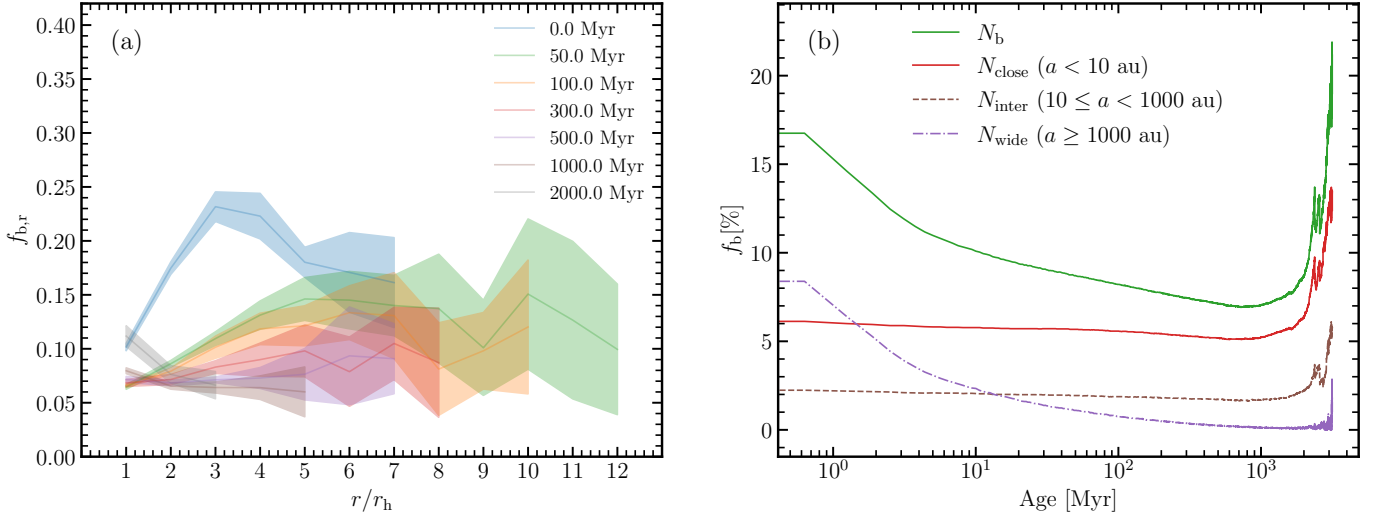 (a)
0.0 Myr
50.0 Myr
100.0 Myr
300.0 Myr
500.0 Myr
1000.0 Myr
2000.0 Myr
0.40
0.35
0.30
0.25
0.20
0.15
0.10
0.05
0.00
f_b,r
1 2 3 4 5 6 7 8 9 10 11 12
r/r_h
(b)
N_b
N_close (a < 10 au)
N_inter (10 ≤ a < 1000 au)
N_wide (a ≥ 1000 au)
20
15
10
5
0
f_b[%]
10^0 10^1 10^2 10^3
Age [Myr]